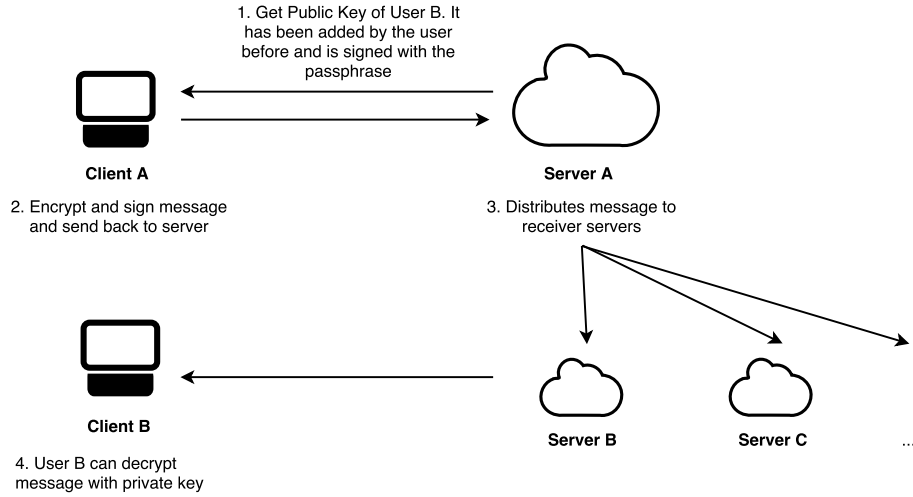 1. Get Public Key of User B. It
has been added by the user
before and is signed with the
passphrase
Client A
Server A
2. Encrypt and sign message
and send back to server
3. Distributes message to
receiver servers
Client B
Server B
Server C
...
4. User B can decrypt
message with private key